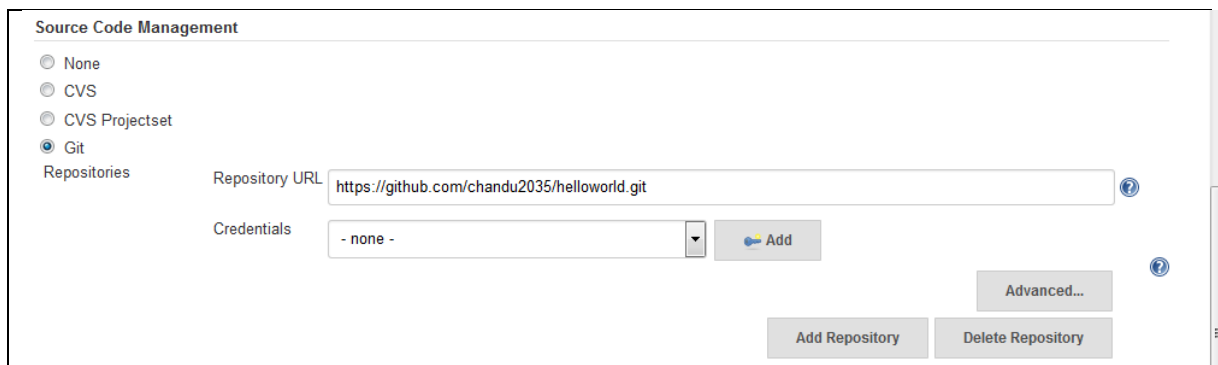 Source Code Management
None
CVS
CVS Projectset
Git
Repositories
Repository URL https://github.com/chandu2035/helloworld.git
Credentials - none - Add
Advanced...
Add Repository Delete Repository